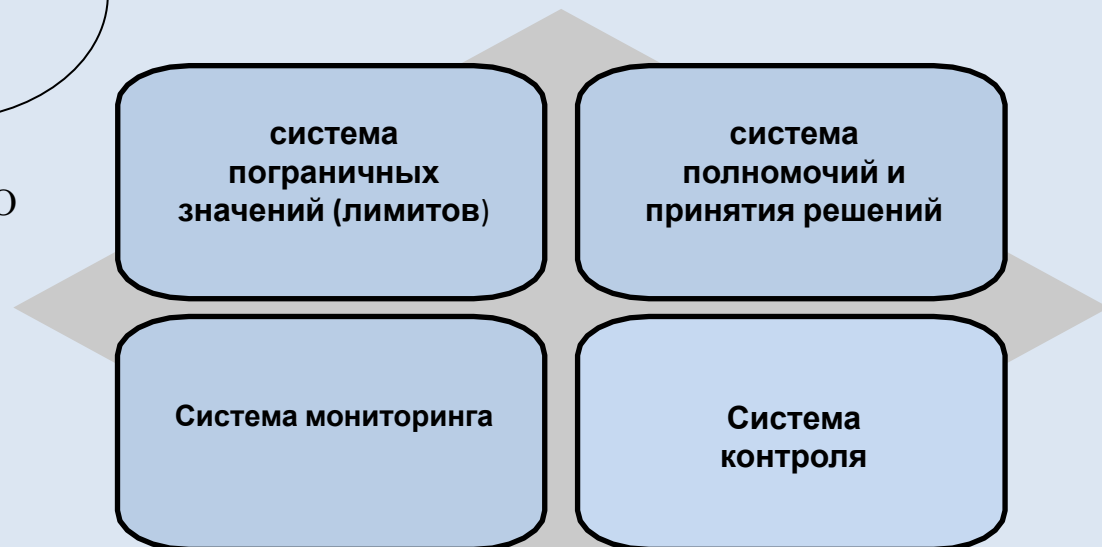 система
пограничных
значений (лимитов)
система
полномочий и
принятия решений
о
Система мониторинга
Система
контроля